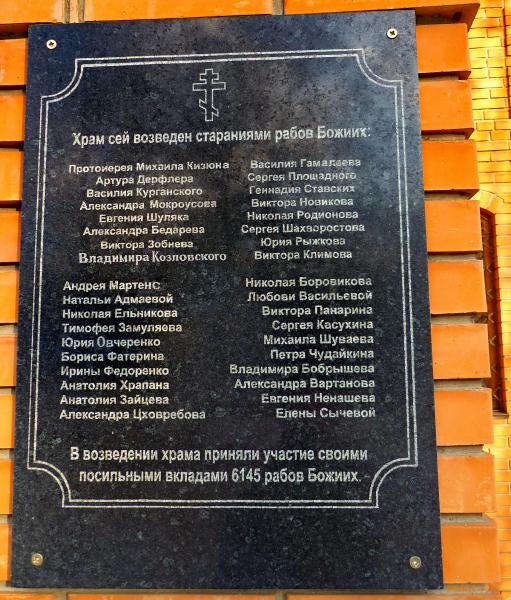 Храм сей возведен стараниями рабов Божиих:
Протоиерея Михаила Кизюна
Артура Дерфлера
Василия Курганского
Александра Мокроусова
Евгения Шуляка
Александра Бедарева
Виктора Зобнева
Владимира Козловского
Василия Гамалеева
Сергея Площадного
Геннадия Ставских
Виктора Новикова
Николая Родионова
Сергея Шахворостова
Юрия Рыжкова
Виктора Климова
Андрея Мартенс
Натальи Адмаевой
Николая Ельникова
Тимофея Замуляева
Юрия Овчеренко
Бориса Фатерина
Ирины Федоренко
Анатолия Храпана
Анатолия Зайцева
Александра Цховребова
Николая Боровикова
Любови Васильевой
Виктора Панарина
Сергея Касухина
Михаила Шуваева
Петра Чудайкина
Владимира Бобрышева
Александра Вартанова
Евгения Ненашева
Елены Сычевой
В возведении храма приняли участие своими
посильными вкладами 6145 рабов Божиих.